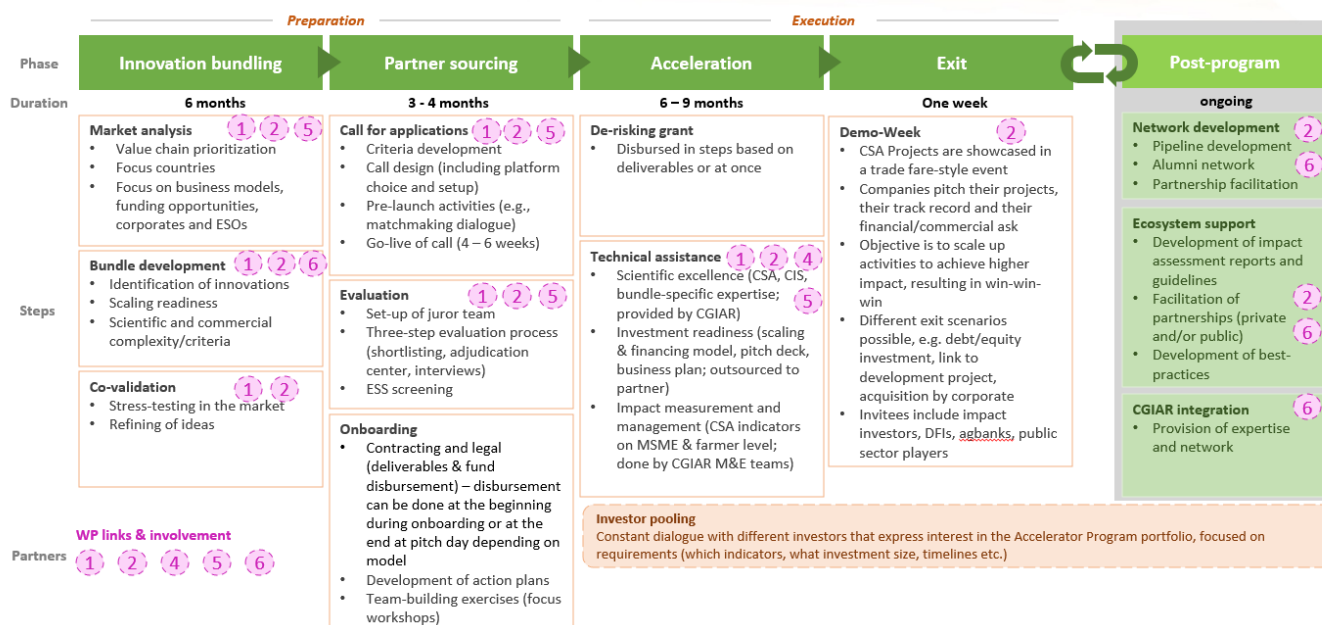 Preparation
Execution
Phase
Innovation bundling
Partner sourcing
Acceleration
Exit
Post-program
Duration
6 months
3 - 4 months
6 – 9 months
One week
ongoing
Steps
Market analysis
1 2 5
• Value chain prioritization
• Focus countries
• Focus on business models,
funding opportunities,
corporates and ESOs
Bundle development
1 2 6
• Identification of innovations
• Scaling readiness
• Scientific and commercial
complexity/criteria
Co-validation
1 2
• Stress-testing in the market
• Refining of ideas
Call for applications
1 2 5
• Criteria development
• Call design (including platform
choice and setup)
• Pre-launch activities (e.g.,
matchmaking dialogue)
• Go-live of call (4 – 6 weeks)
Evaluation
1 2 5
• Set-up of juror team
• Three-step evaluation process
(shortlisting, adjudication
center, interviews)
• ESS screening
Onboarding
• Contracting and legal
(deliverables & fund
disbursement) – disbursement
can be done at the beginning
during onboarding or at the
end at pitch day depending on
model
• Development of action plans
• Team-building exercises (focus
workshops)
De-risking grant
• Disbursed in steps based on
deliverables or at once
Technical assistance
1 2 4
• Scientific excellence (CSA, CIS,
bundle-specific expertise;
5
provided by CGIAR)
• Investment readiness (scaling
& financing model, pitch deck,
business plan; outsourced to
partner)
• Impact measurement and
management (CSA indicators
on MSME & farmer level;
done by CGIAR M&E teams)
Demo-Week
2
• CSA Projects are showcased in
a trade fare-style event
• Companies pitch their projects,
their track record and their
financial/commercial ask
• Objective is to scale up
activities to achieve higher
impact, resulting in win-win-
win
• Different exit scenarios
possible, e.g. debt/equity
investment, link to
development project,
acquisition by corporate
• Invitees include impact
investors, DFIs, agbanks, public
sector players
Network development
2
• Pipeline development
• Alumni network
6
• Partnership facilitation
Ecosystem support
• Development of impact
assessment reports and
guidelines
• Facilitation of
2
partnerships (private
and/or public)
6
• Development of best-
practices
CGIAR integration
6
• Provision of expertise
and network
Partners
WP links & involvement
1 2 4 5 6
Investor pooling
Constant dialogue with different investors that express interest in the Accelerator Program portfolio, focused on
requirements (which indicators, what investment size, timelines etc.)